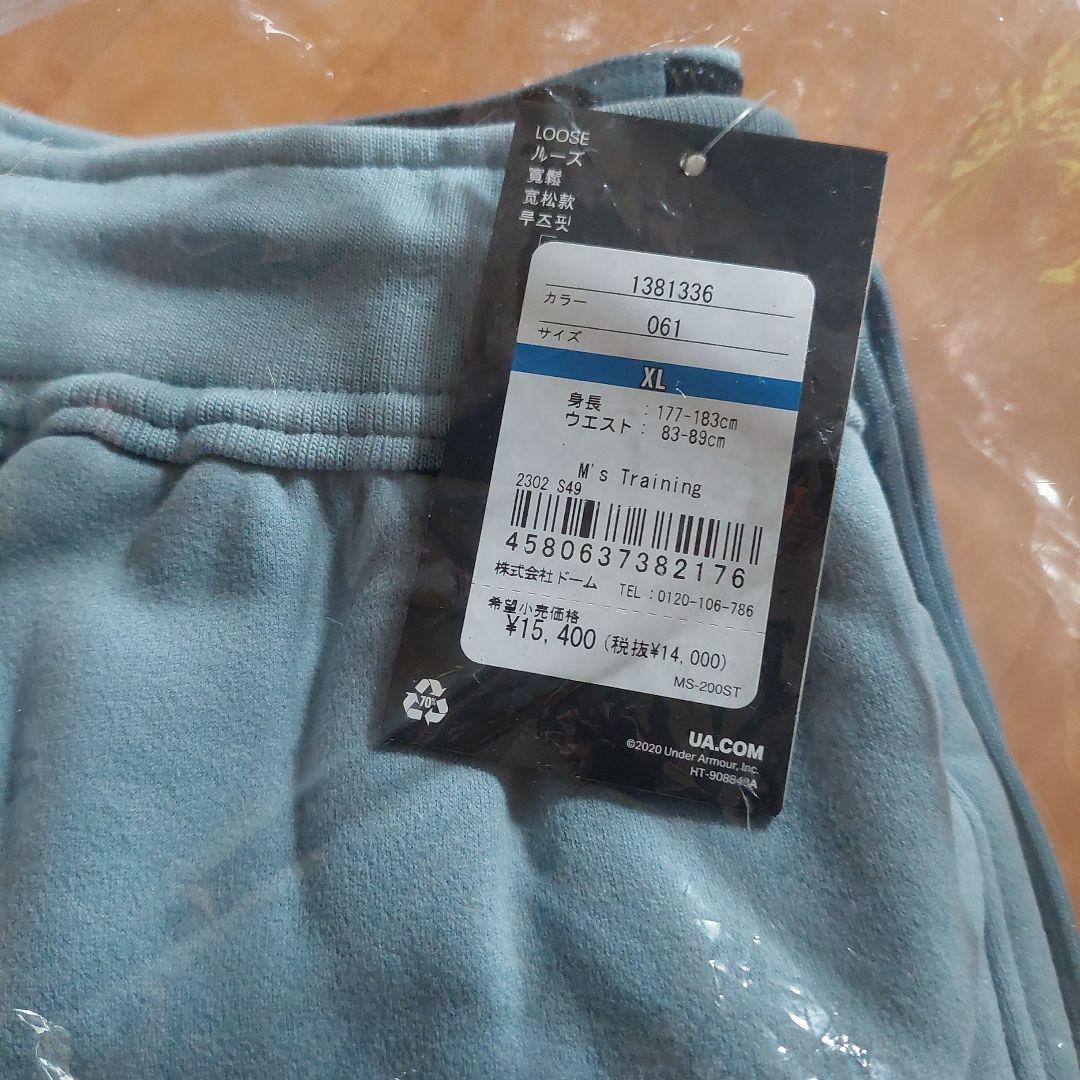 LOOSE
ルーズ
寬鬆
宽松款
루즈핏
1381336
カラー 061
サイズ
XL
身長 : 177-183cm
ウエスト : 83-89cm
M's Training
2302 S49
4580637382176
株式会社ドーム TEL:0120-106-786
希望小売価格
¥15,400 (税抜¥14,000)
MS-200ST
70%
UA.COM
©2020 Under Armour, Inc.
HT-908843A